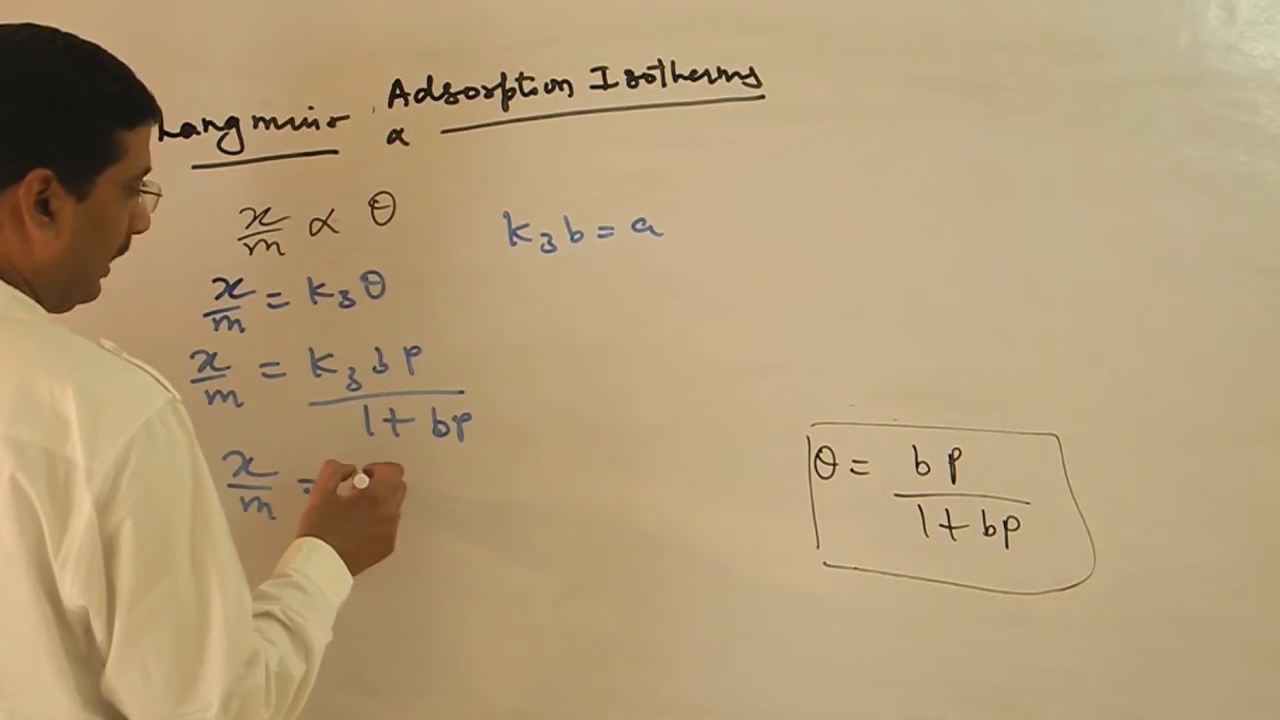 Langmuir Adsorption Isotherms
α
x/m ∝ θ
k₃b = a
x/m = k₃θ
x/m = k₃bp / 1 + bp
x/m =
θ = bp / 1 + bp